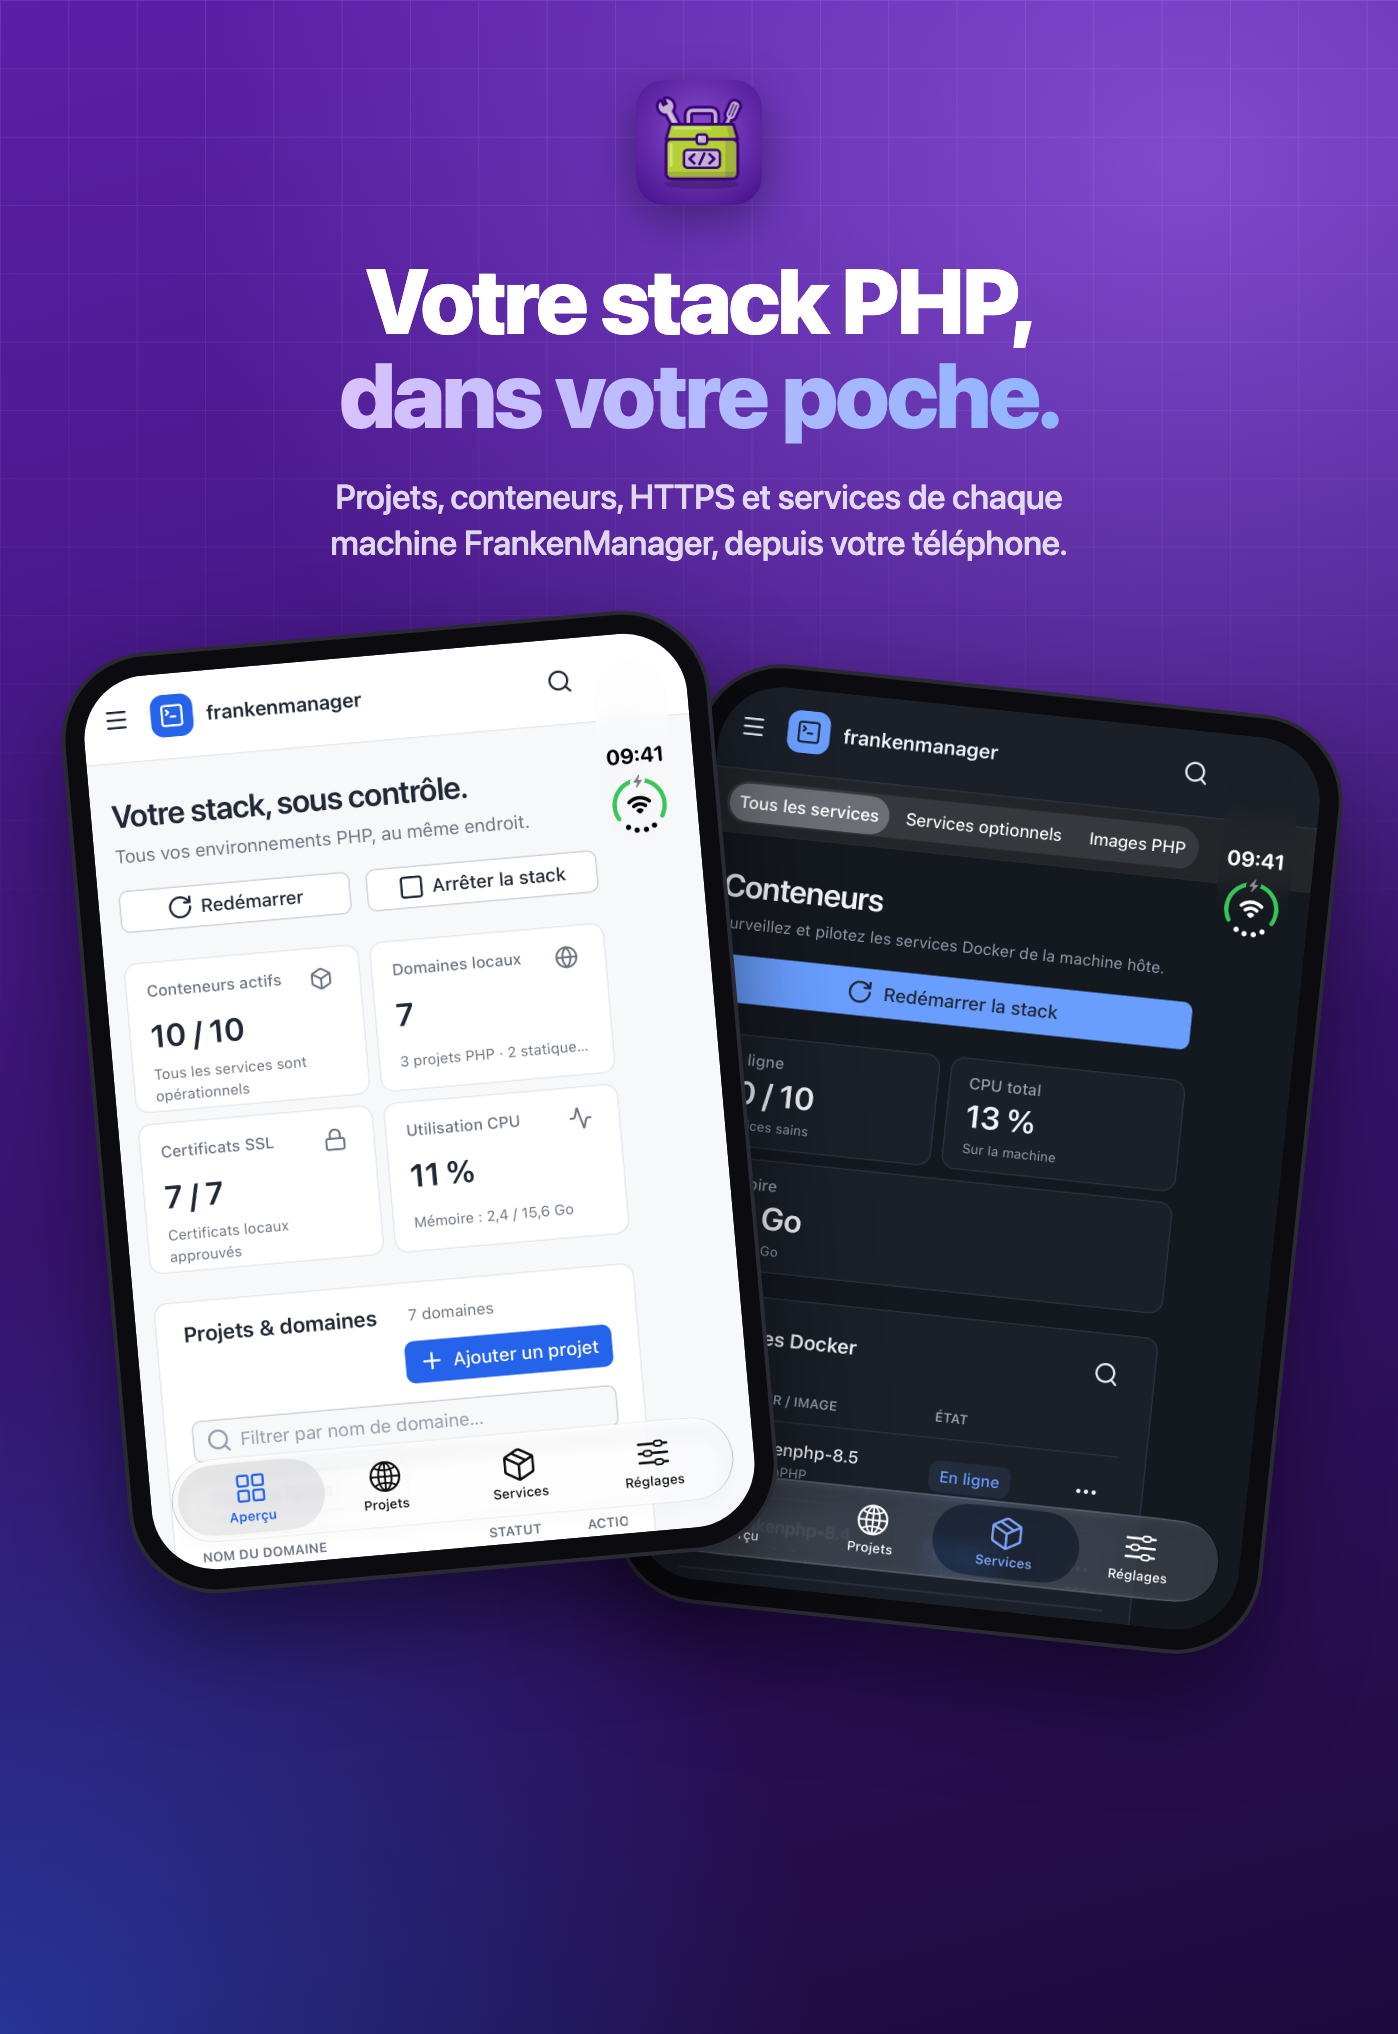 </>
Votre stack PHP,
dans votre poche.
Projets, conteneurs, HTTPS et services de chaque
machine FrankenManager, depuis votre téléphone.
frankenmanager
09:41
Votre stack, sous contrôle.
Tous vos environnements PHP, au même endroit.
Redémarrer
Arrêter la stack
Conteneurs actifs
10 / 10
Tous les services sont
opérationnels
Domaines locaux
7
3 projets PHP · 2 statique...
Certificats SSL
7 / 7
Certificats locaux
approuvés
Utilisation CPU
11 %
Mémoire : 2,4 / 15,6 Go
Projets & domaines
7 domaines
Ajouter un projet
Filtrer par nom de domaine...
Aperçu
Projets
Services
Réglages
NOM DU DOMAINE
STATUT
ACTIO
frankenmanager
Tous les services
Services optionnels
Images PHP
09:41
Conteneurs
urveillez et pilotez les services Docker de la machine hôte.
Redémarrer la stack
ligne
0 / 10
ces sains
CPU total
13 %
Sur la machine
oire
Go
Go
es Docker
R / IMAGE
ÉTAT
enphp-8.5
PHP
En ligne
kenphp-8.4
çu
Projets
Services
Réglages